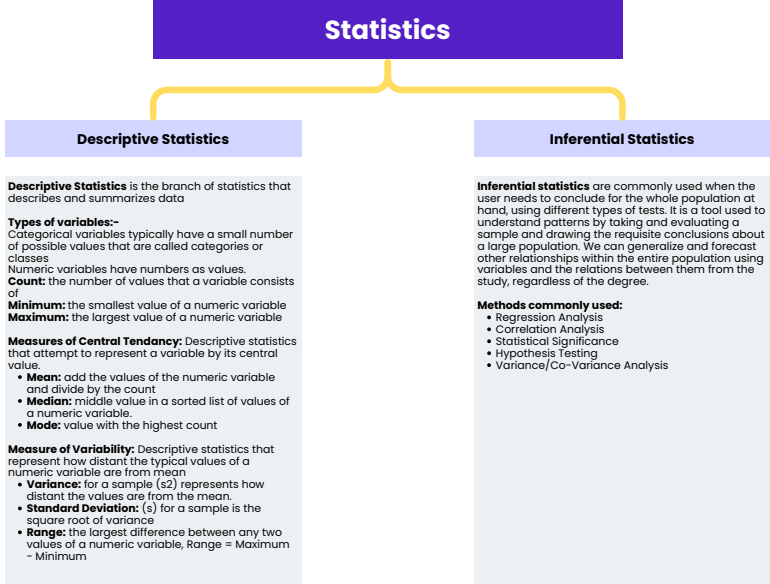 Statistics
Descriptive Statistics
Descriptive Statistics is the branch of statistics that
describes and summarizes data
Types of variables:-
Categorical variables typically have a small number
of possible values that are called categories or
classes
Numeric variables have numbers as values.
Count: the number of values that a variable consists
of
Minimum: the smallest value of a numeric variable
Maximum: the largest value of a numeric variable
Measures of Central Tendancy: Descriptive statistics
that attempt to represent a variable by its central
value.
• Mean: add the values of the numeric variable
and divide by the count
• Median: middle value in a sorted list of values of
a numeric variable.
• Mode: value with the highest count
Measure of Variability: Descriptive statistics that
represent how distant the typical values of a
numeric variable are from mean
• Variance: for a sample (s2) represents how
distant the values are from the mean.
• Standard Deviation: (s) for a sample is the
square root of variance
• Range: the largest difference between any two
values of a numeric variable, Range = Maximum
- Minimum
Inferential Statistics
Inferential statistics are commonly used when the
user needs to conclude for the whole population at
hand, using different types of tests. It is a tool used to
understand patterns by taking and evaluating a
sample and drawing the requisite conclusions about
a large population. We can generalize and forecast
other relationships within the entire population using
variables and the relations between them from the
study, regardless of the degree.
Methods commonly used:
• Regression Analysis
• Correlation Analysis
• Statistical Significance
• Hypothesis Testing
• Variance/Co-Variance Analysis